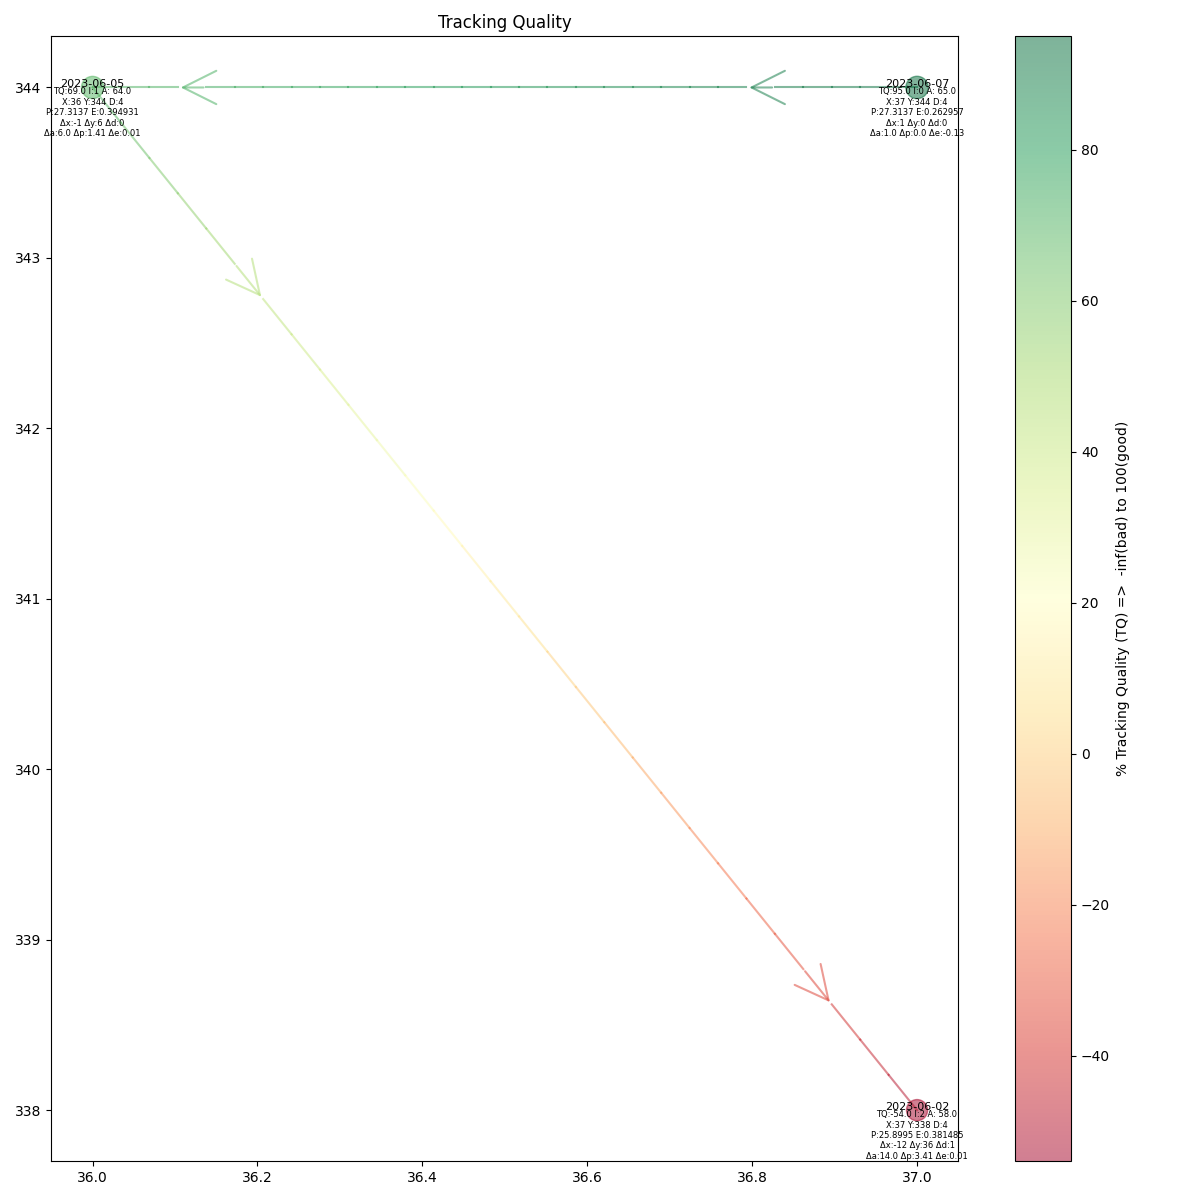 Tracking Quality
344
343
342
341
340
339
338
2023-06-05
TQ:69.0 I:1 A: 64.0
X:36 Y:344 D:4
P:27.3137 E:0.394931
Δx:-1 Δy:6 Δd:0
Δa:6.0 Δp:1.41 Δe:0.01
2023-06-07
TQ:95.0 I:0 A: 65.0
X:37 Y:344 D:4
P:27.3137 E:0.262957
Δx:1 Δy:0 Δd:0
Δa:1.0 Δp:0.0 Δe:-0.13
2023-06-02
TQ:-54.0 I:2 A: 58.0
X:37 Y:338 D:4
P:25.8995 E:0.381485
Δx:-12 Δy:36 Δd:1
Δa:14.0 Δp:3.41 Δe:0.01
36.0 36.2 36.4 36.6 36.8 37.0
80
60
40
20
0
−20
−40
% Tracking Quality (TQ) => -inf(bad) to 100(good)